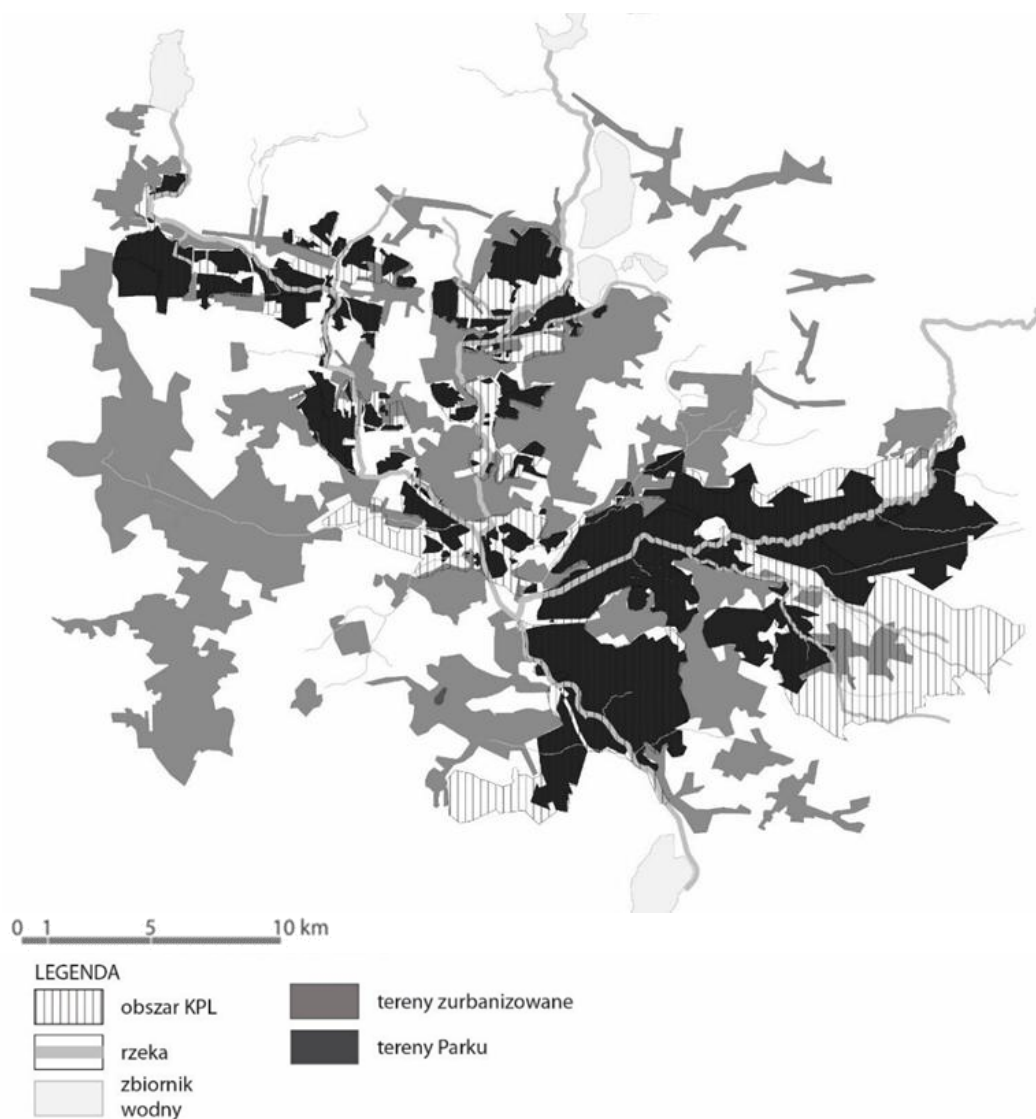 0 1 5 10 km
LEGENDA
obszar KPL
rzeka
zbiornik
wodny
tereny zurbanizowane
tereny Parku